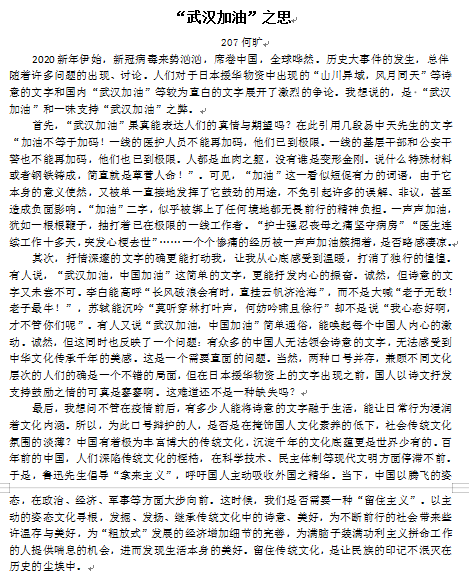 “武汉加油”之思
207 何旷
2020 新年伊始，新冠病毒来势汹汹，席卷中国，全球哗然。历史大事件的发生，总伴
随着许多问题的出现、讨论。人们对于日本援华物资中出现的“山川异域，风月同天”等诗
意的文字和国内“武汉加油”等较为直白的文字展开了激烈的争论。我想说的，是“武汉
加油”和一味支持“武汉加油”之弊。
首先，“武汉加油”果真能表达人们的真情与期望吗？在此引用几段易中天先生的文字
“加油不等于加码！一线的医护人员不能再加码，他们已到极限。一线的基层干部和公安干
警也不能再加码，他们也已到极限。人都是血肉之躯，没有谁是变形金刚。说什么特殊材料
或者钢铁铸成，简直就是草菅人命！”。可见，“加油”这一看似短促有力的词语，由于它
本身的意义使然，又被单一直接地发挥了它鼓劲的用途，不免引起许多的误解、非议，甚至
造成负面影响。“加油”二字，似乎被绑上了任何境地都无畏前行的精神负担。一声声加油，
犹如一根根鞭子，抽打着已在极限的一线工作者。“护士强忍丧母之痛坚守病房”“医生连
续工作十多天，突发心梗去世”……一个个惨痛的经历被一声声加油簇拥着，是否略感凄凉。
其次，抒情深邃的文字的确更能打动我，让我从心底感受到温暖，打消了独行的惶惶。
有人说，“武汉加油，中国加油”这简单的文字，更能抒发内心的振奋。诚然，但诗意的文
字又未尝不可。李白能高呼“长风破浪会有时，直挂云帆济沧海”，而不是大喊“老子无敌！
老子最牛！”，苏轼能沉吟“莫听穿林打叶声，何妨吟啸且徐行”却不是说“我心态好啊，
才不管你们呢”。有人又说“武汉加油，中国加油”简单通俗，能唤起每个中国人内心的激
动。诚然，但这同时也反映了一个问题：有众多的中国人无法领会诗意的文字，无法感受到
中华文化传承千年的美感。这是一个需要直面的问题。当然，两种口号并存，兼顾不同文化
层次的人们的确是一个不错的局面，但在日本援华物资上的文字出现之前，国人以诗文抒发
支持鼓励之情的可真是寥寥啊。这难道还不是一种缺失吗？
最后，我想问不管在疫情前后，有多少人能将诗意的文字融于生活，能让日常行为浸润
着文化内涵。所以，为此口号辩护的人，是否是在掩饰国人文化素养的低下，社会传统文化
氛围的淡薄？中国有着极为丰富博大的传统文化，沉淀千年的文化底蕴更是世界少有的。百
年前的中国，人们深陷传统文化的桎梏，在科学技术、民主体制等现代文明方面停滞不前。
于是，鲁迅先生倡导“拿来主义”，呼吁国人主动吸收外国之精华。当下，中国以腾飞的姿
态，在政治、经济、军事等方面大步向前。这时候，我们是否需要一种“留住主义”。以主
动的姿态文化寻根，发掘、发扬、继承传统文化中的诗意、美好，为不断前行的社会带来些
许温存与美好，为“粗放式”发展的经济增加细节的完善，为满脑子装满功利主义拼命工作
的人提供喘息的机会，进而发现生活本身的美好。留住传统文化，是让民族的印记不泯灭在
历史的尘埃中。